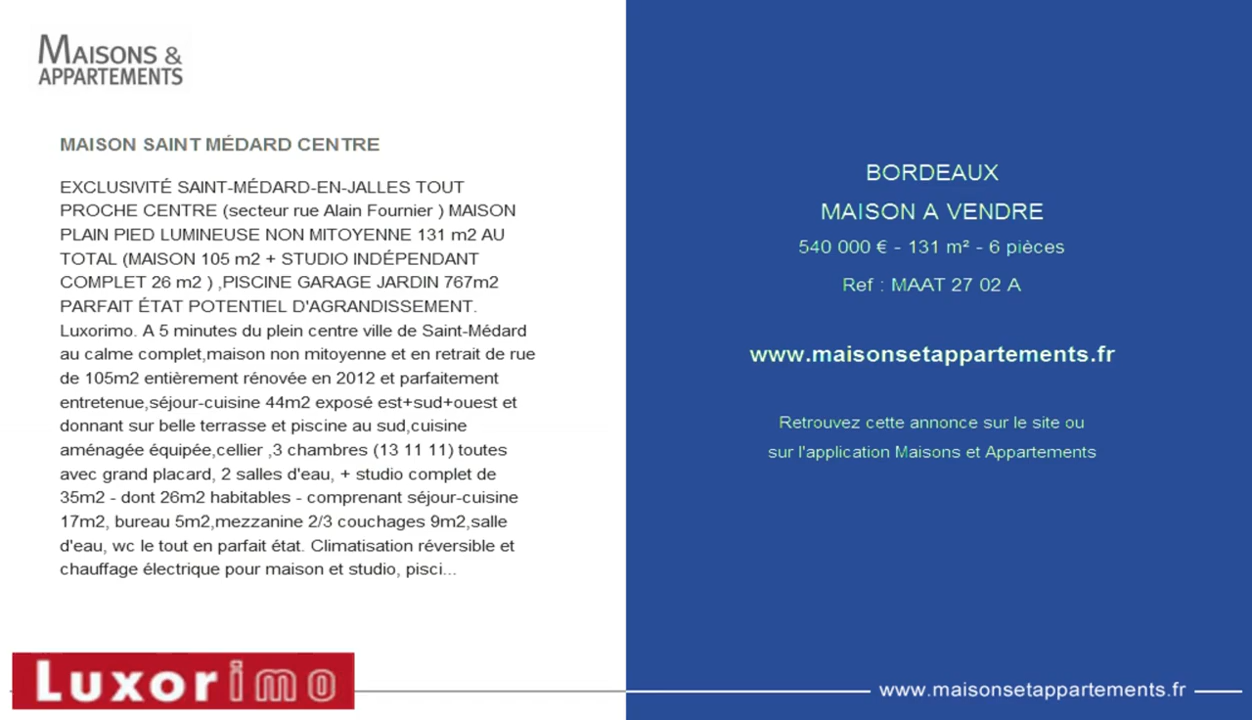 MAISONS &
APPARTEMENTS
MAISON SAINT MÉDARD CENTRE
EXCLUSIVITÉ SAINT-MÉDARD-EN-JALLES TOUT
PROCHE CENTRE (secteur rue Alain Fournier ) MAISON
PLAIN PIED LUMINEUSE NON MITOYENNE 131 m2 AU
TOTAL (MAISON 105 m2 + STUDIO INDÉPENDANT
COMPLET 26 m2 ) ,PISCINE GARAGE JARDIN 767m2
PARFAIT ÉTAT POTENTIEL D'AGRANDISSEMENT.
Luxorimo. A 5 minutes du plein centre ville de Saint-Médard
au calme complet,maison non mitoyenne et en retrait de rue
de 105m2 entièrement rénovée en 2012 et parfaitement
entretenue,séjour-cuisine 44m2 exposé est+sud+ouest et
donnant sur belle terrasse et piscine au sud,cuisine
aménagée équipée,cellier ,3 chambres (13 11 11) toutes
avec grand placard, 2 salles d'eau, + studio complet de
35m2 - dont 26m2 habitables - comprenant séjour-cuisine
17m2, bureau 5m2,mezzanine 2/3 couchages 9m2,salle
d'eau, wc le tout en parfait état. Climatisation réversible et
chauffage électrique pour maison et studio, pisci...
Luxorimo
BORDEAUX
MAISON A VENDRE
540 000 € - 131 m² - 6 pièces
Ref : MAAT 27 02 A
www.maisonsetappartements.fr
Retrouvez cette annonce sur le site ou
sur l'application Maisons et Appartements
www.maisonsetappartements.fr